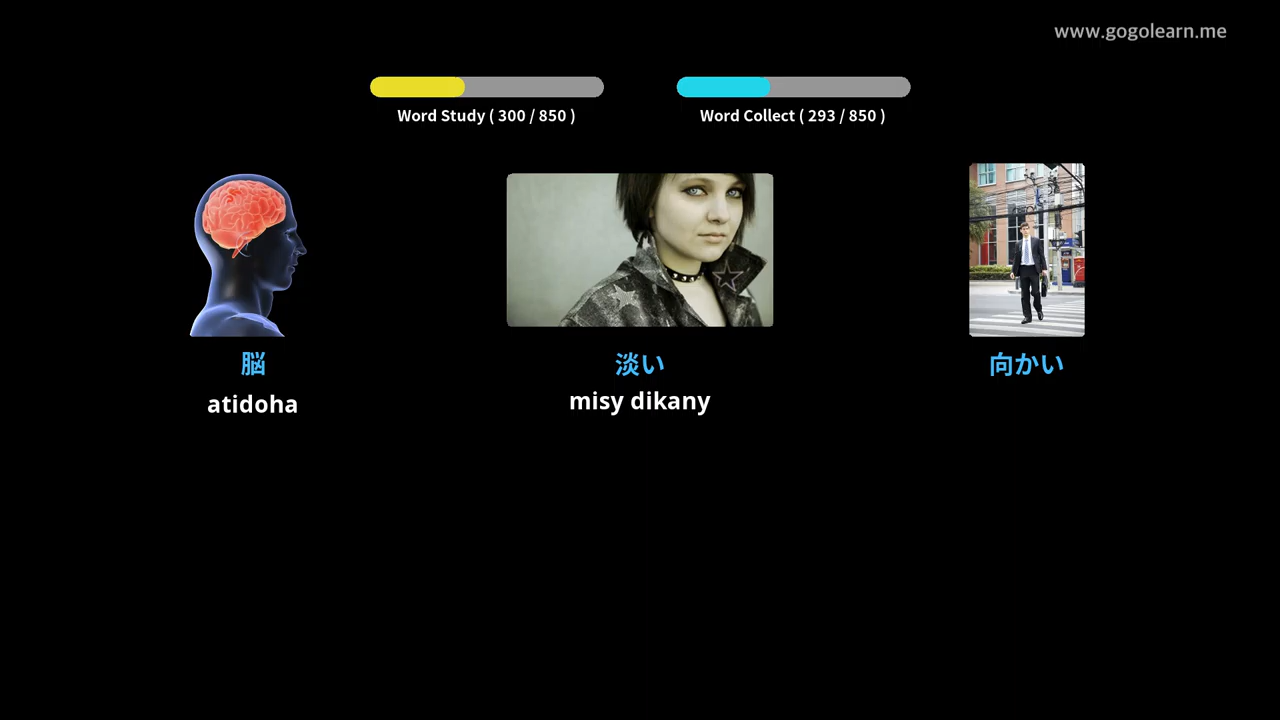 www.gogolearn.me
Word Study ( 300 / 850 )
Word Collect ( 293 / 850 )
脳
淡い
向かい
atidoha
misy dikany